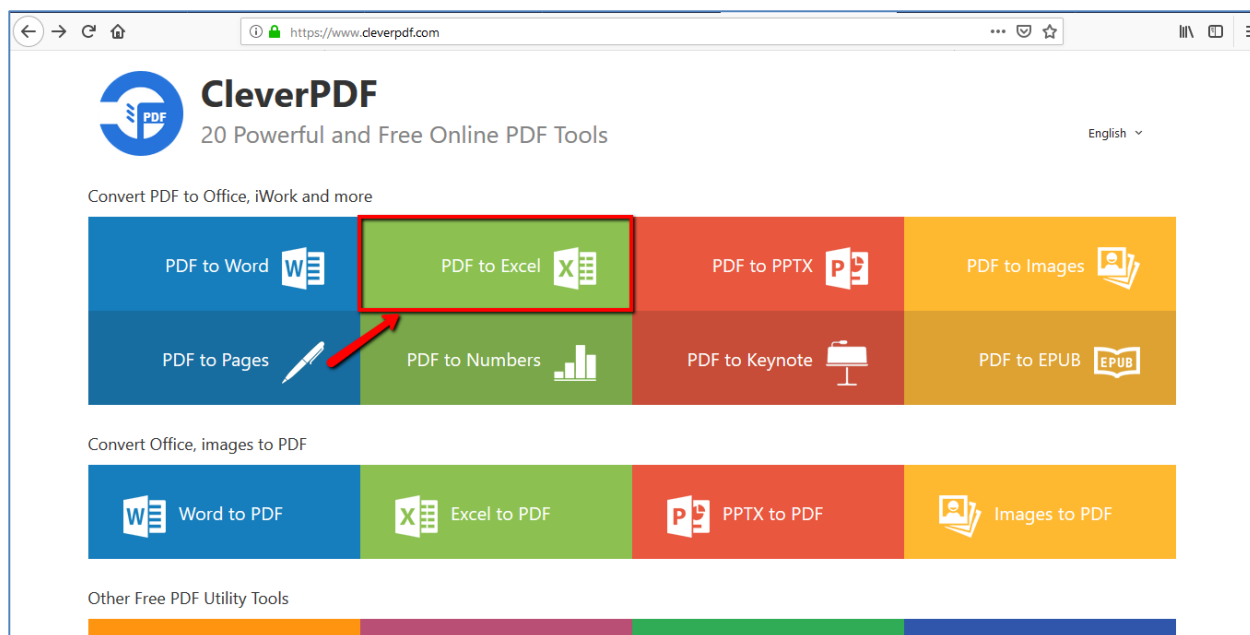 https://www.cleverpdf.com
CleverPDF
PDF
20 Powerful and Free Online PDF Tools
English
Convert PDF to Office, iWork and more
PDF to Word W
PDF to Excel X
PDF to PPTX P
PDF to Images
PDF to Pages
PDF to Numbers
PDF to Keynote
PDF to EPUB EPUB
Convert Office, images to PDF
W Word to PDF
X Excel to PDF
P PPTX to PDF
Images to PDF
Other Free PDF Utility Tools